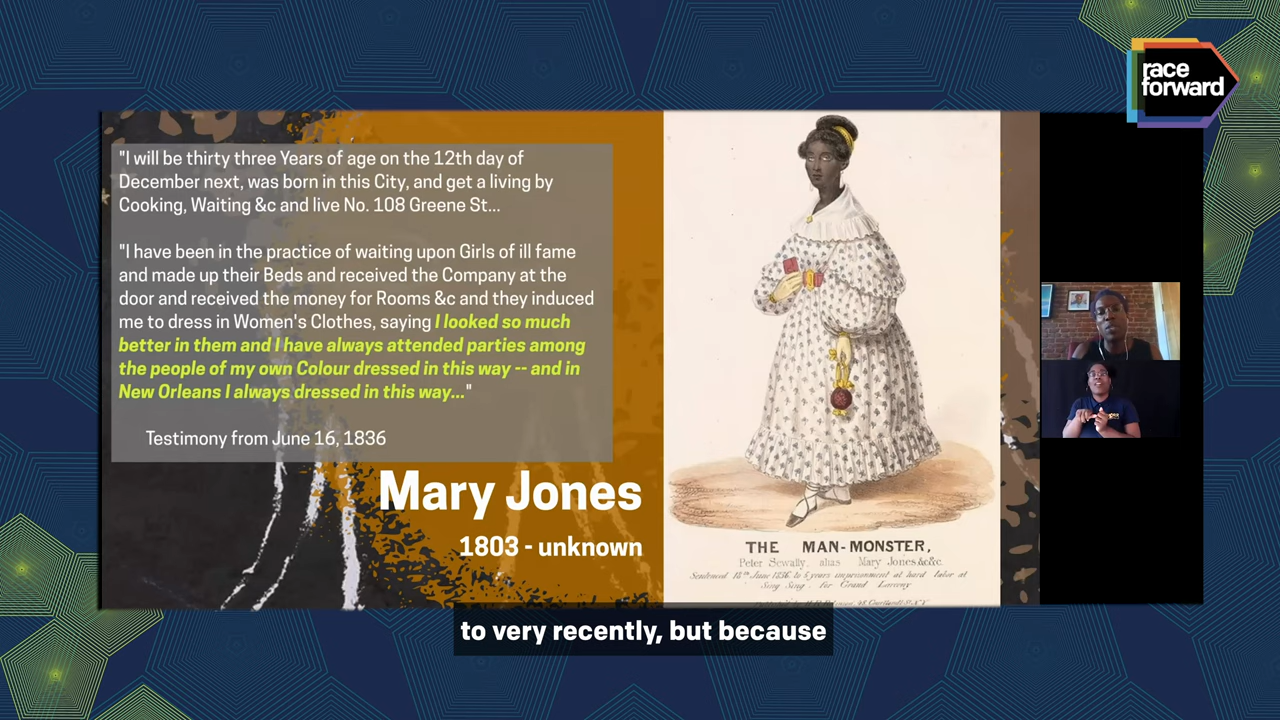 race
forward
"I will be thirty three Years of age on the 12th day of
December next, was born in this City, and get a living by
Cooking, Waiting &c and live No. 108 Greene St...
"I have been in the practice of waiting upon Girls of ill fame
and made up their Beds and received the Company at the
door and received the money for Rooms &c and they induced
me to dress in Women's Clothes, saying I looked so much
better in them and I have always attended parties among
the people of my own Colour dressed in this way -- and in
New Orleans I always dressed in this way..."
Testimony from June 16, 1836
Mary Jones
1803 - unknown
THE MAN-MONSTER,
Peter Sewally, alias Mary Jones &c&c.
Sentenced 18th June 1836 to 5 years imprisonment at hard labor at
Sing Sing for Grand Larceny
to very recently, but because